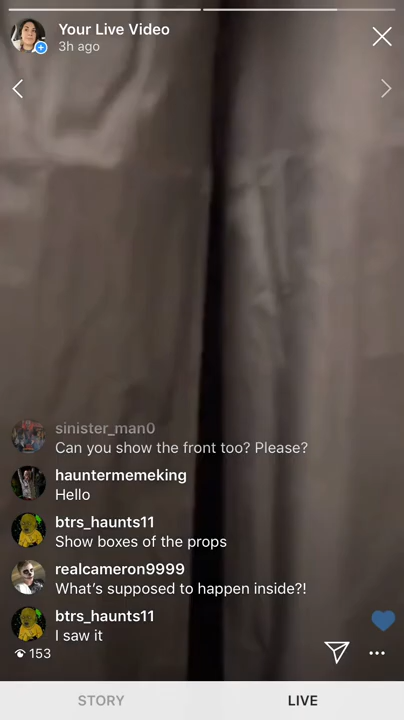 Your Live Video
3h ago
sinister_man0
Can you show the front too? Please?
hauntermemeking
Hello
btrs_haunts11
Show boxes of the props
realcameron9999
What's supposed to happen inside?!
btrs_haunts11
I saw it
153
STORY
LIVE